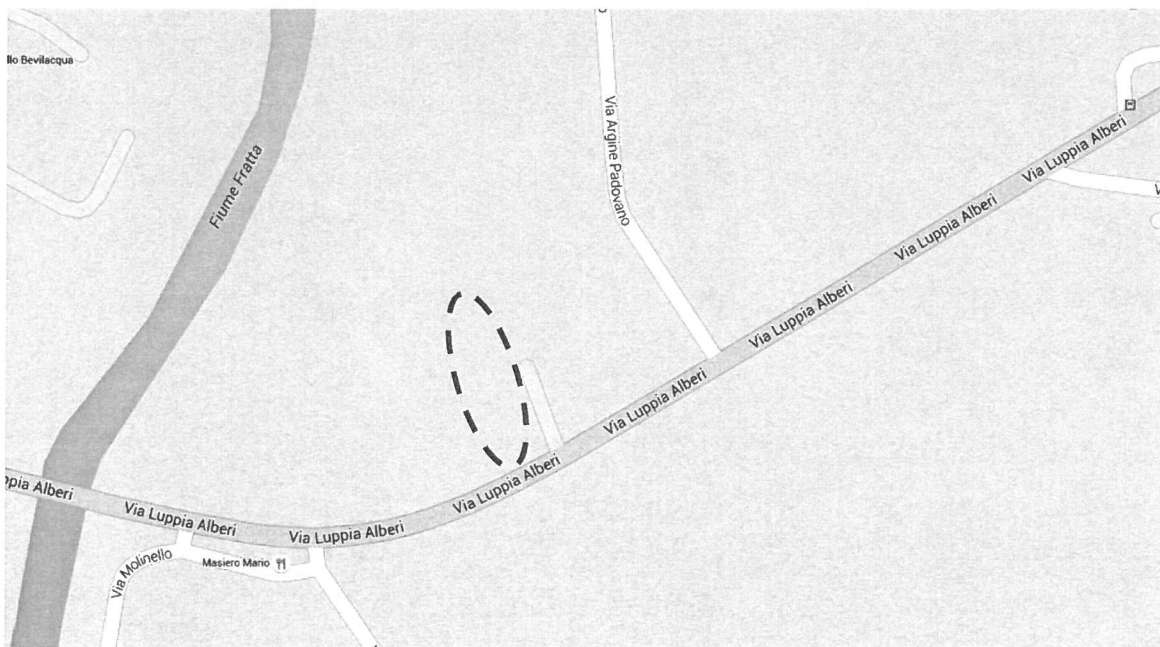 llo Bevilacqua
Fiume Fratta
Via Argine Padovano
Via Luppia Alberi
Via Luppia Alberi
Via Luppia Alberi
Via Luppia Alberi
Via Luppia Alberi
Via Luppia Alberi
ppia Alberi
Via Luppia Alberi
Via Luppia Alberi
Via Molinello
Masiero Mario